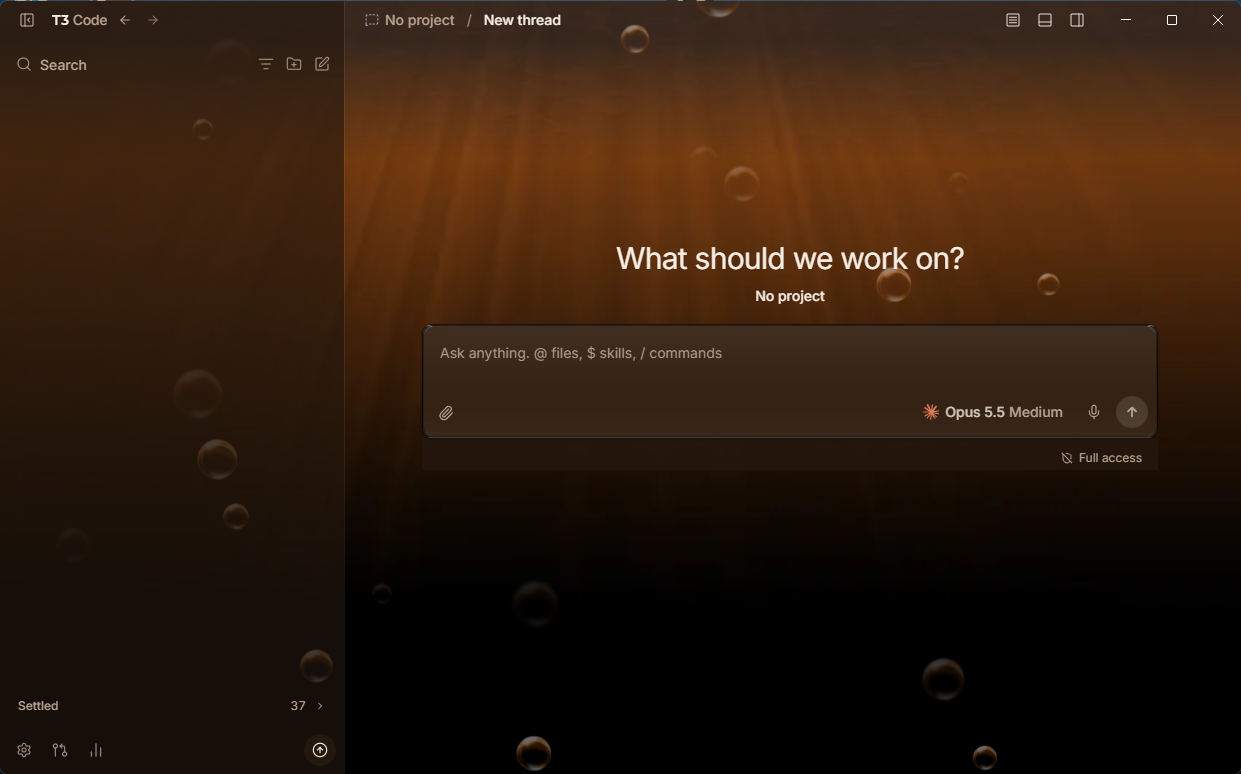 T3 Code
No project / New thread
Search
What should we work on?
No project
Ask anything. @ files, $ skills, / commands
Opus 5.5 Medium
Full access
Settled 37